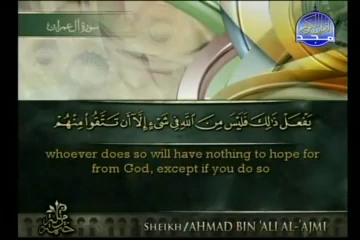 سورة آل عمران
يَفْعَلْ ذَٰلِكَ فَلَيْسَ مِنَ ٱللَّهِ فِى شَىْءٍ إِلَّآ أَن تَتَّقُوا۟ مِنْهُمْ
whoever does so will have nothing to hope for
from God, except if you do so
SHEIKH/AHMAD BIN 'ALI AL-'AJMI